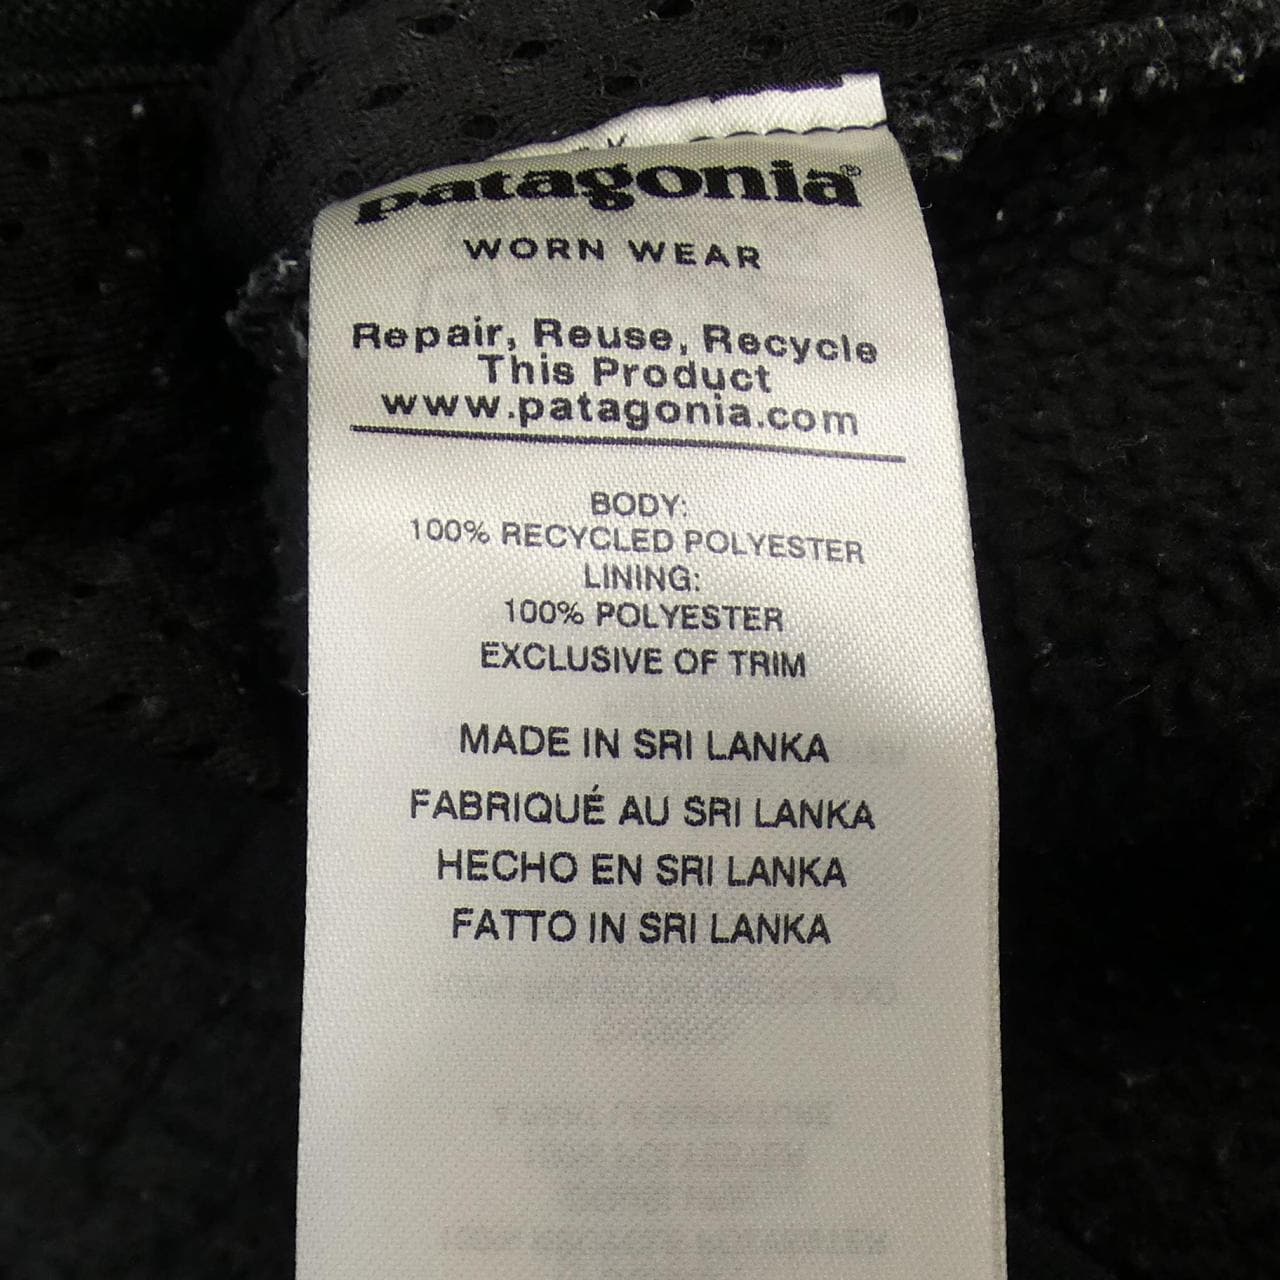 patagonia®
WORN WEAR
Repair, Reuse, Recycle
This Product
www.patagonia.com
BODY:
100% RECYCLED POLYESTER
LINING:
100% POLYESTER
EXCLUSIVE OF TRIM
MADE IN SRI LANKA
FABRIQUÉ AU SRI LANKA
HECHO EN SRI LANKA
FATTO IN SRI LANKA